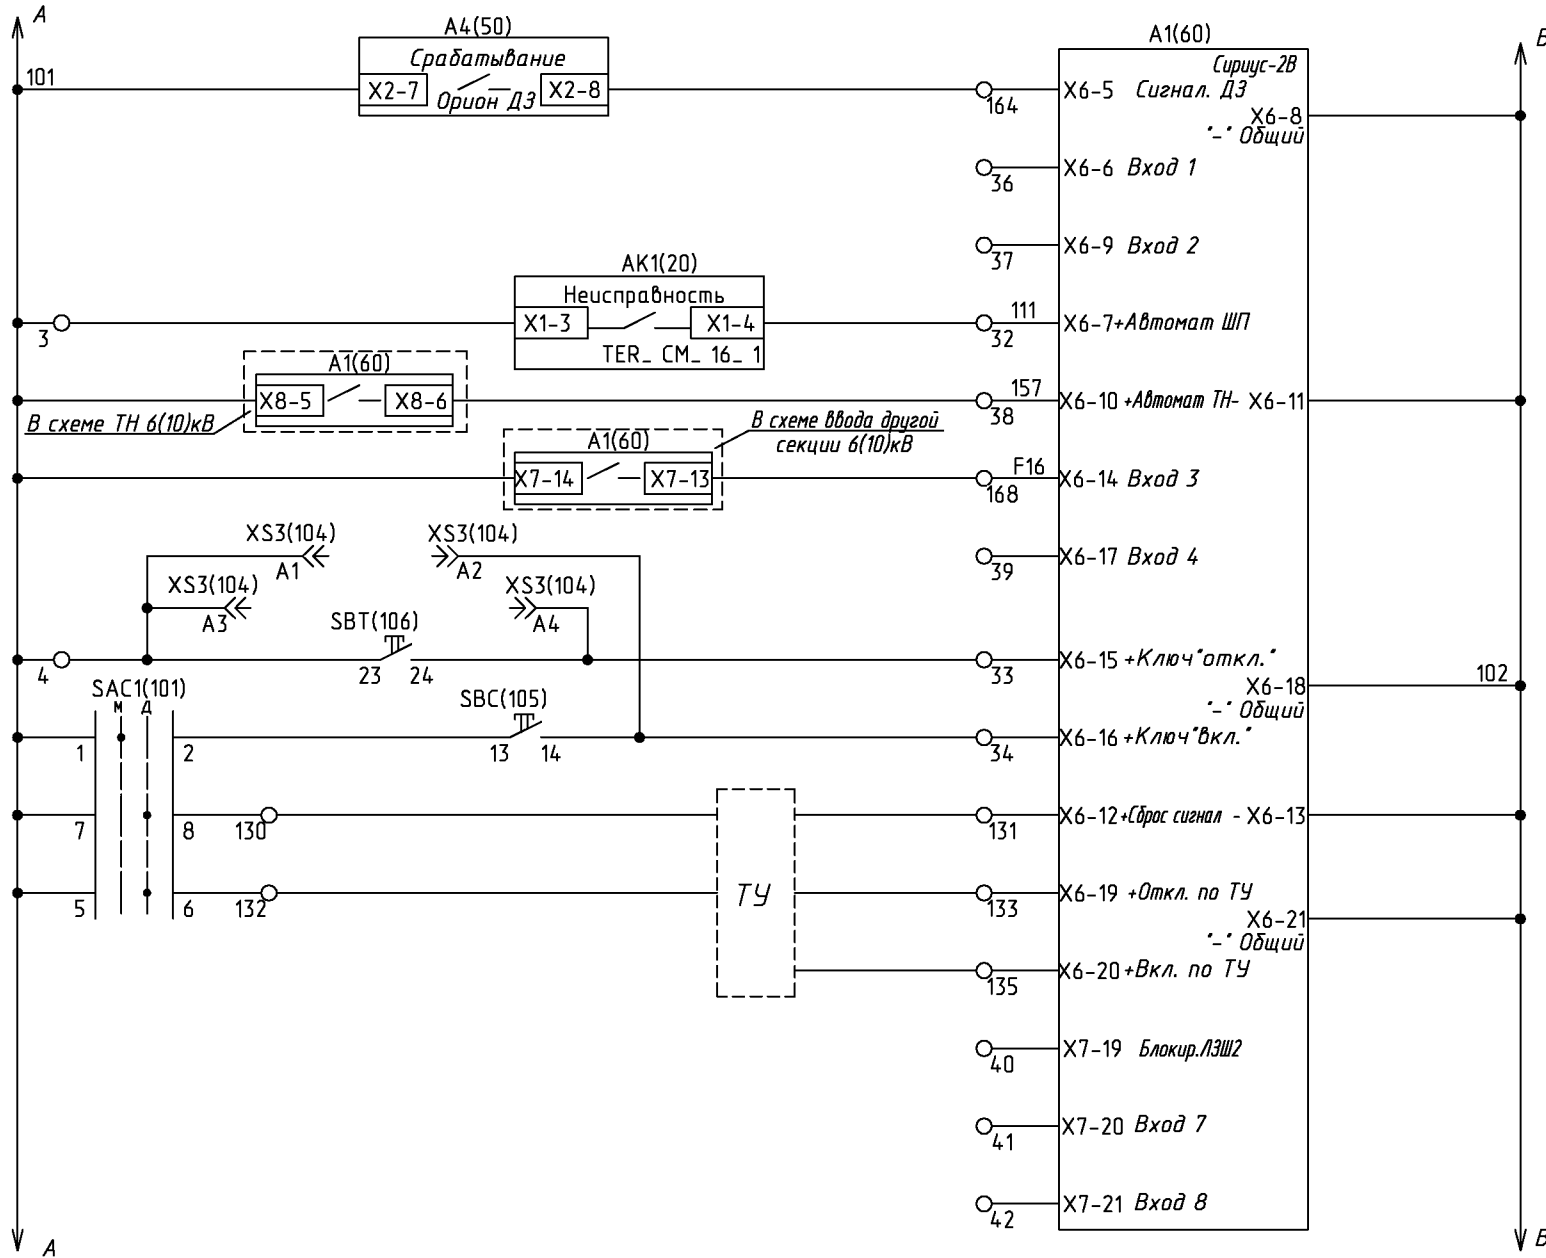 А
В
А4(50)
А1(60)
Срабатывание
Сириус-2В
101
Х2-7
Орион ДЗ
Х2-8
164
Х6-5
Сигнал. ДЗ
Х6-8
"-" Общий
36
Х6-6
Вход 1
37
Х6-9
Вход 2
АК1(20)
Неисправность
3
Х1-3
Х1-4
TER_ CM_ 16_ 1
111
32
Х6-7
+Автомат ШП
А1(60)
Х8-5
Х8-6
В схеме ТН 6(10)кВ
157
38
Х6-10
+Автомат ТН-
Х6-11
В схеме ввода другой
секции 6(10)кВ
А1(60)
Х7-14
Х7-13
F16
168
Х6-14
Вход 3
XS3(104)
А1
XS3(104)
А2
39
Х6-17
Вход 4
XS3(104)
А3
XS3(104)
А4
SBT(106)
4
23
24
33
Х6-15
+Ключ"откл."
Х6-18
"-" Общий
102
SAC1(101)
М
Д
SBC(105)
1
2
13
14
34
Х6-16
+Ключ"вкл."
7
8
130
131
Х6-12
+Сброс сигнал -
Х6-13
5
6
132
ТУ
133
Х6-19
+Откл. по ТУ
Х6-21
"-" Общий
135
Х6-20
+Вкл. по ТУ
40
Х7-19
Блокир.ЛЗШ2
41
Х7-20
Вход 7
42
Х7-21
Вход 8
А
В